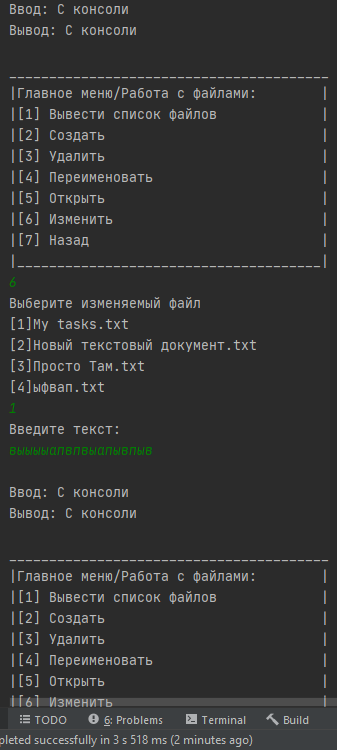 Ввод: С консоли
Вывод: С консоли
________________________________________
|Главное меню/Работа с файлами:        |
|[1] Вывести список файлов             |
|[2] Создать                           |
|[3] Удалить                           |
|[4] Переименовать                     |
|[5] Открыть                           |
|[6] Изменить                          |
|[7] Назад                             |
|______________________________________|
6
Выберите изменяемый файл
[1]My tasks.txt
[2]Новый текстовый документ.txt
[3]Просто Там.txt
[4]ыфвап.txt
1
Введите текст:
выыыыапвпвыапывпыв
Ввод: С консоли
Вывод: С консоли
________________________________________
|Главное меню/Работа с файлами:        |
|[1] Вывести список файлов             |
|[2] Создать                           |
|[3] Удалить                           |
|[4] Переименовать                     |
|[5] Открыть                           |
|[6] Изменить                          |
TODO 6: Problems Terminal Build
pleted successfully in 3 s 518 ms (2 minutes ago)